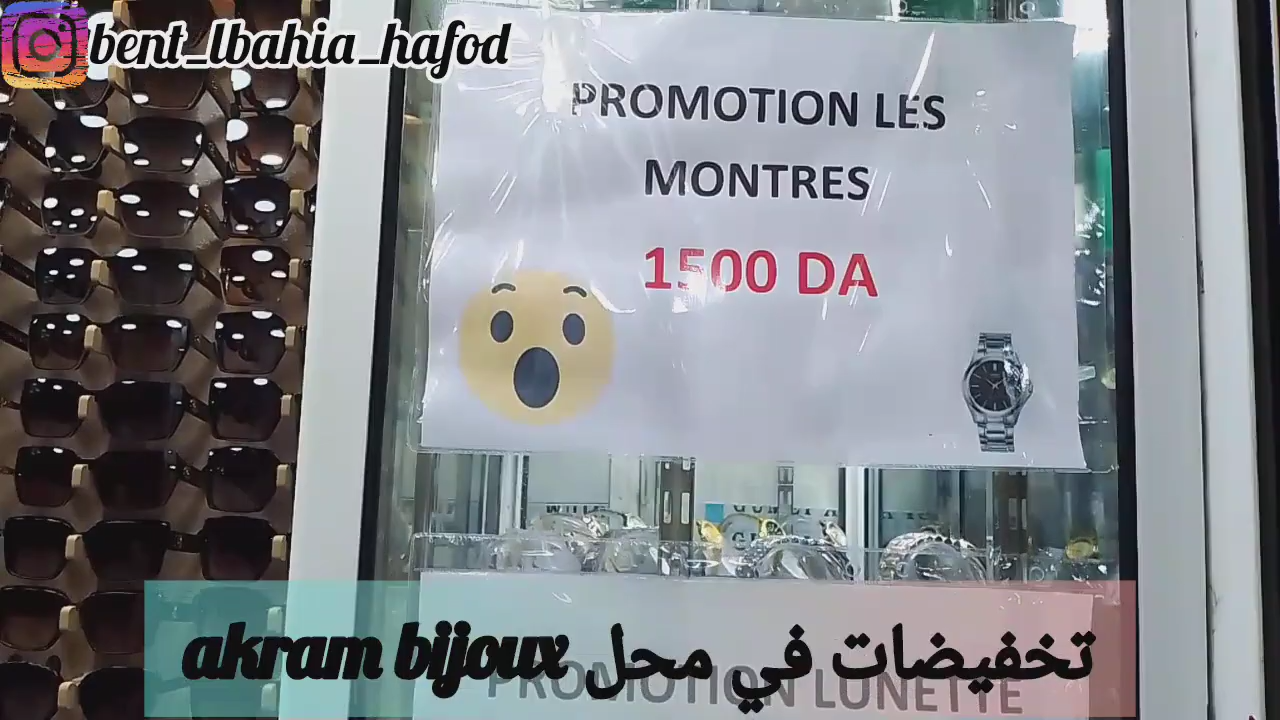 bent_lbahia_hafod
PROMOTION LES
MONTRES
1500 DA
تخفيضات في محل akram bijoux
PROMOTION LUNETTE